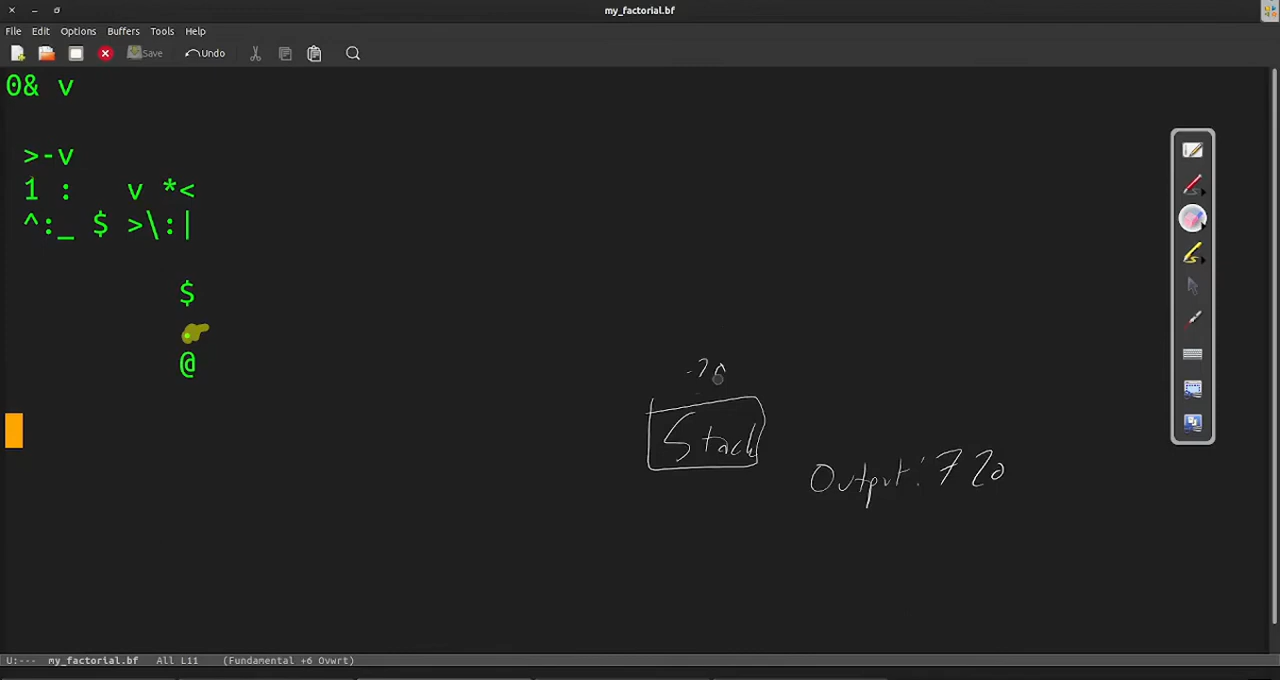 my_factorial.bf
File Edit Options Buffers Tools Help
Save Undo
0& v
>-v
1 : v *<
^:_ $ >\:|
$
.
@
Stack
Output: 720
U:--- my_factorial.bf All L11 (Fundamental +6 Ovwrt)